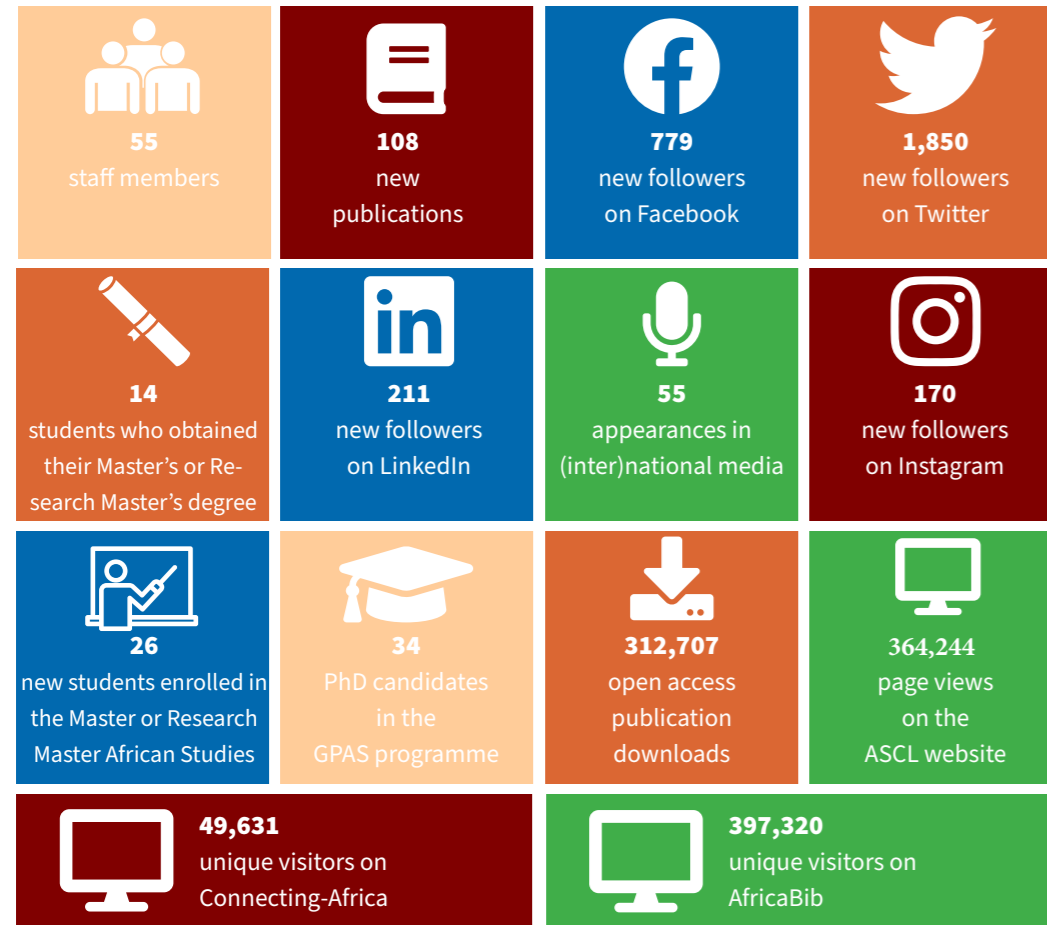 55
staff members
108
new
publications
779
new followers
on Facebook
1,850
new followers
on Twitter
14
students who obtained
their Master's or Re-
search Master's degree
in
211
new followers
on LinkedIn
55
appearances in
(inter)national media
170
new followers
on Instagram
26
new students enrolled in
the Master or Research
Master African Studies
34
PhD candidates
in the
GPAS programme
312,707
open access
publication
downloads
364,244
page views
on the
ASCL website
49,631
unique visitors on
Connecting-Africa
397,320
unique visitors on
AfricaBib